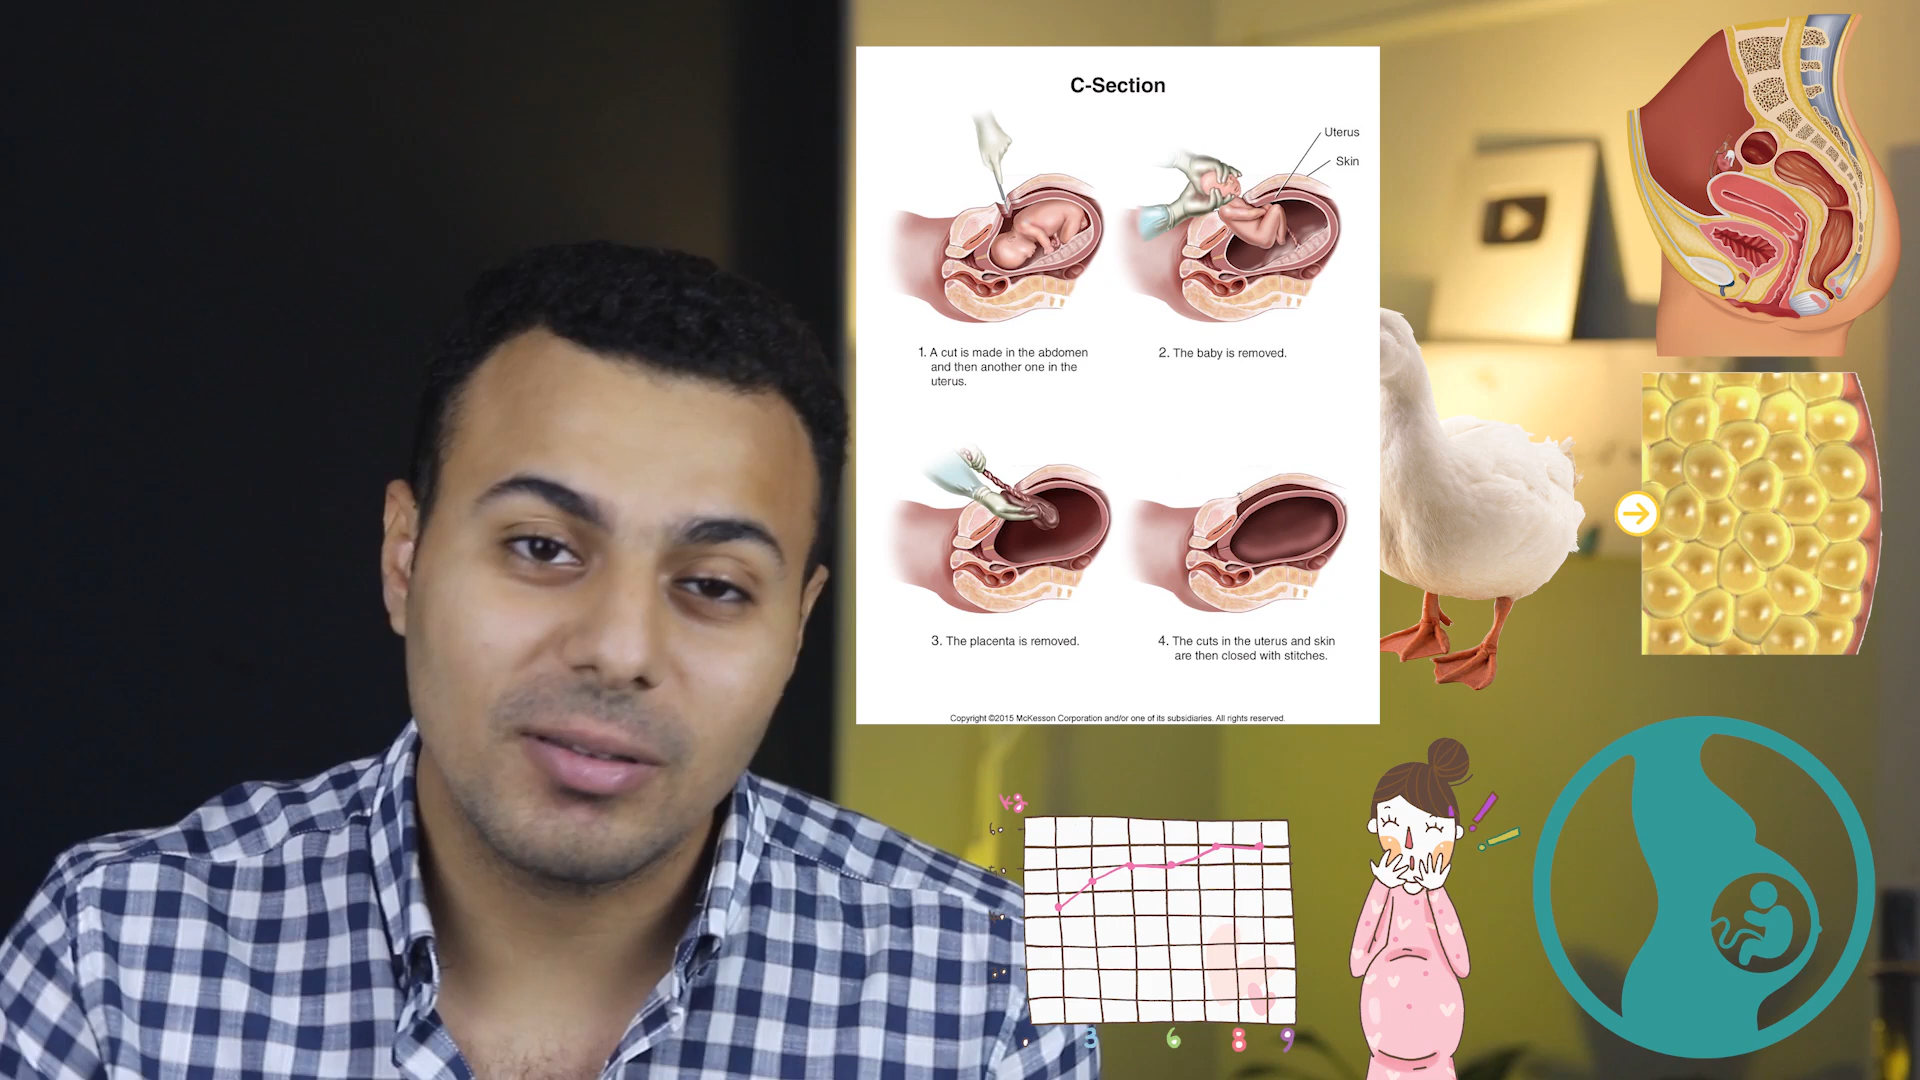 C-Section
Uterus
Skin
1. A cut is made in the abdomen
and then another one in the
uterus.
2. The baby is removed.
3. The placenta is removed.
4. The cuts in the uterus and skin
are then closed with stitches.
Copyright ©2015 McKesson Corporation and/or one of its subsidiaries. All rights reserved.
kg
60
3 6 8 9